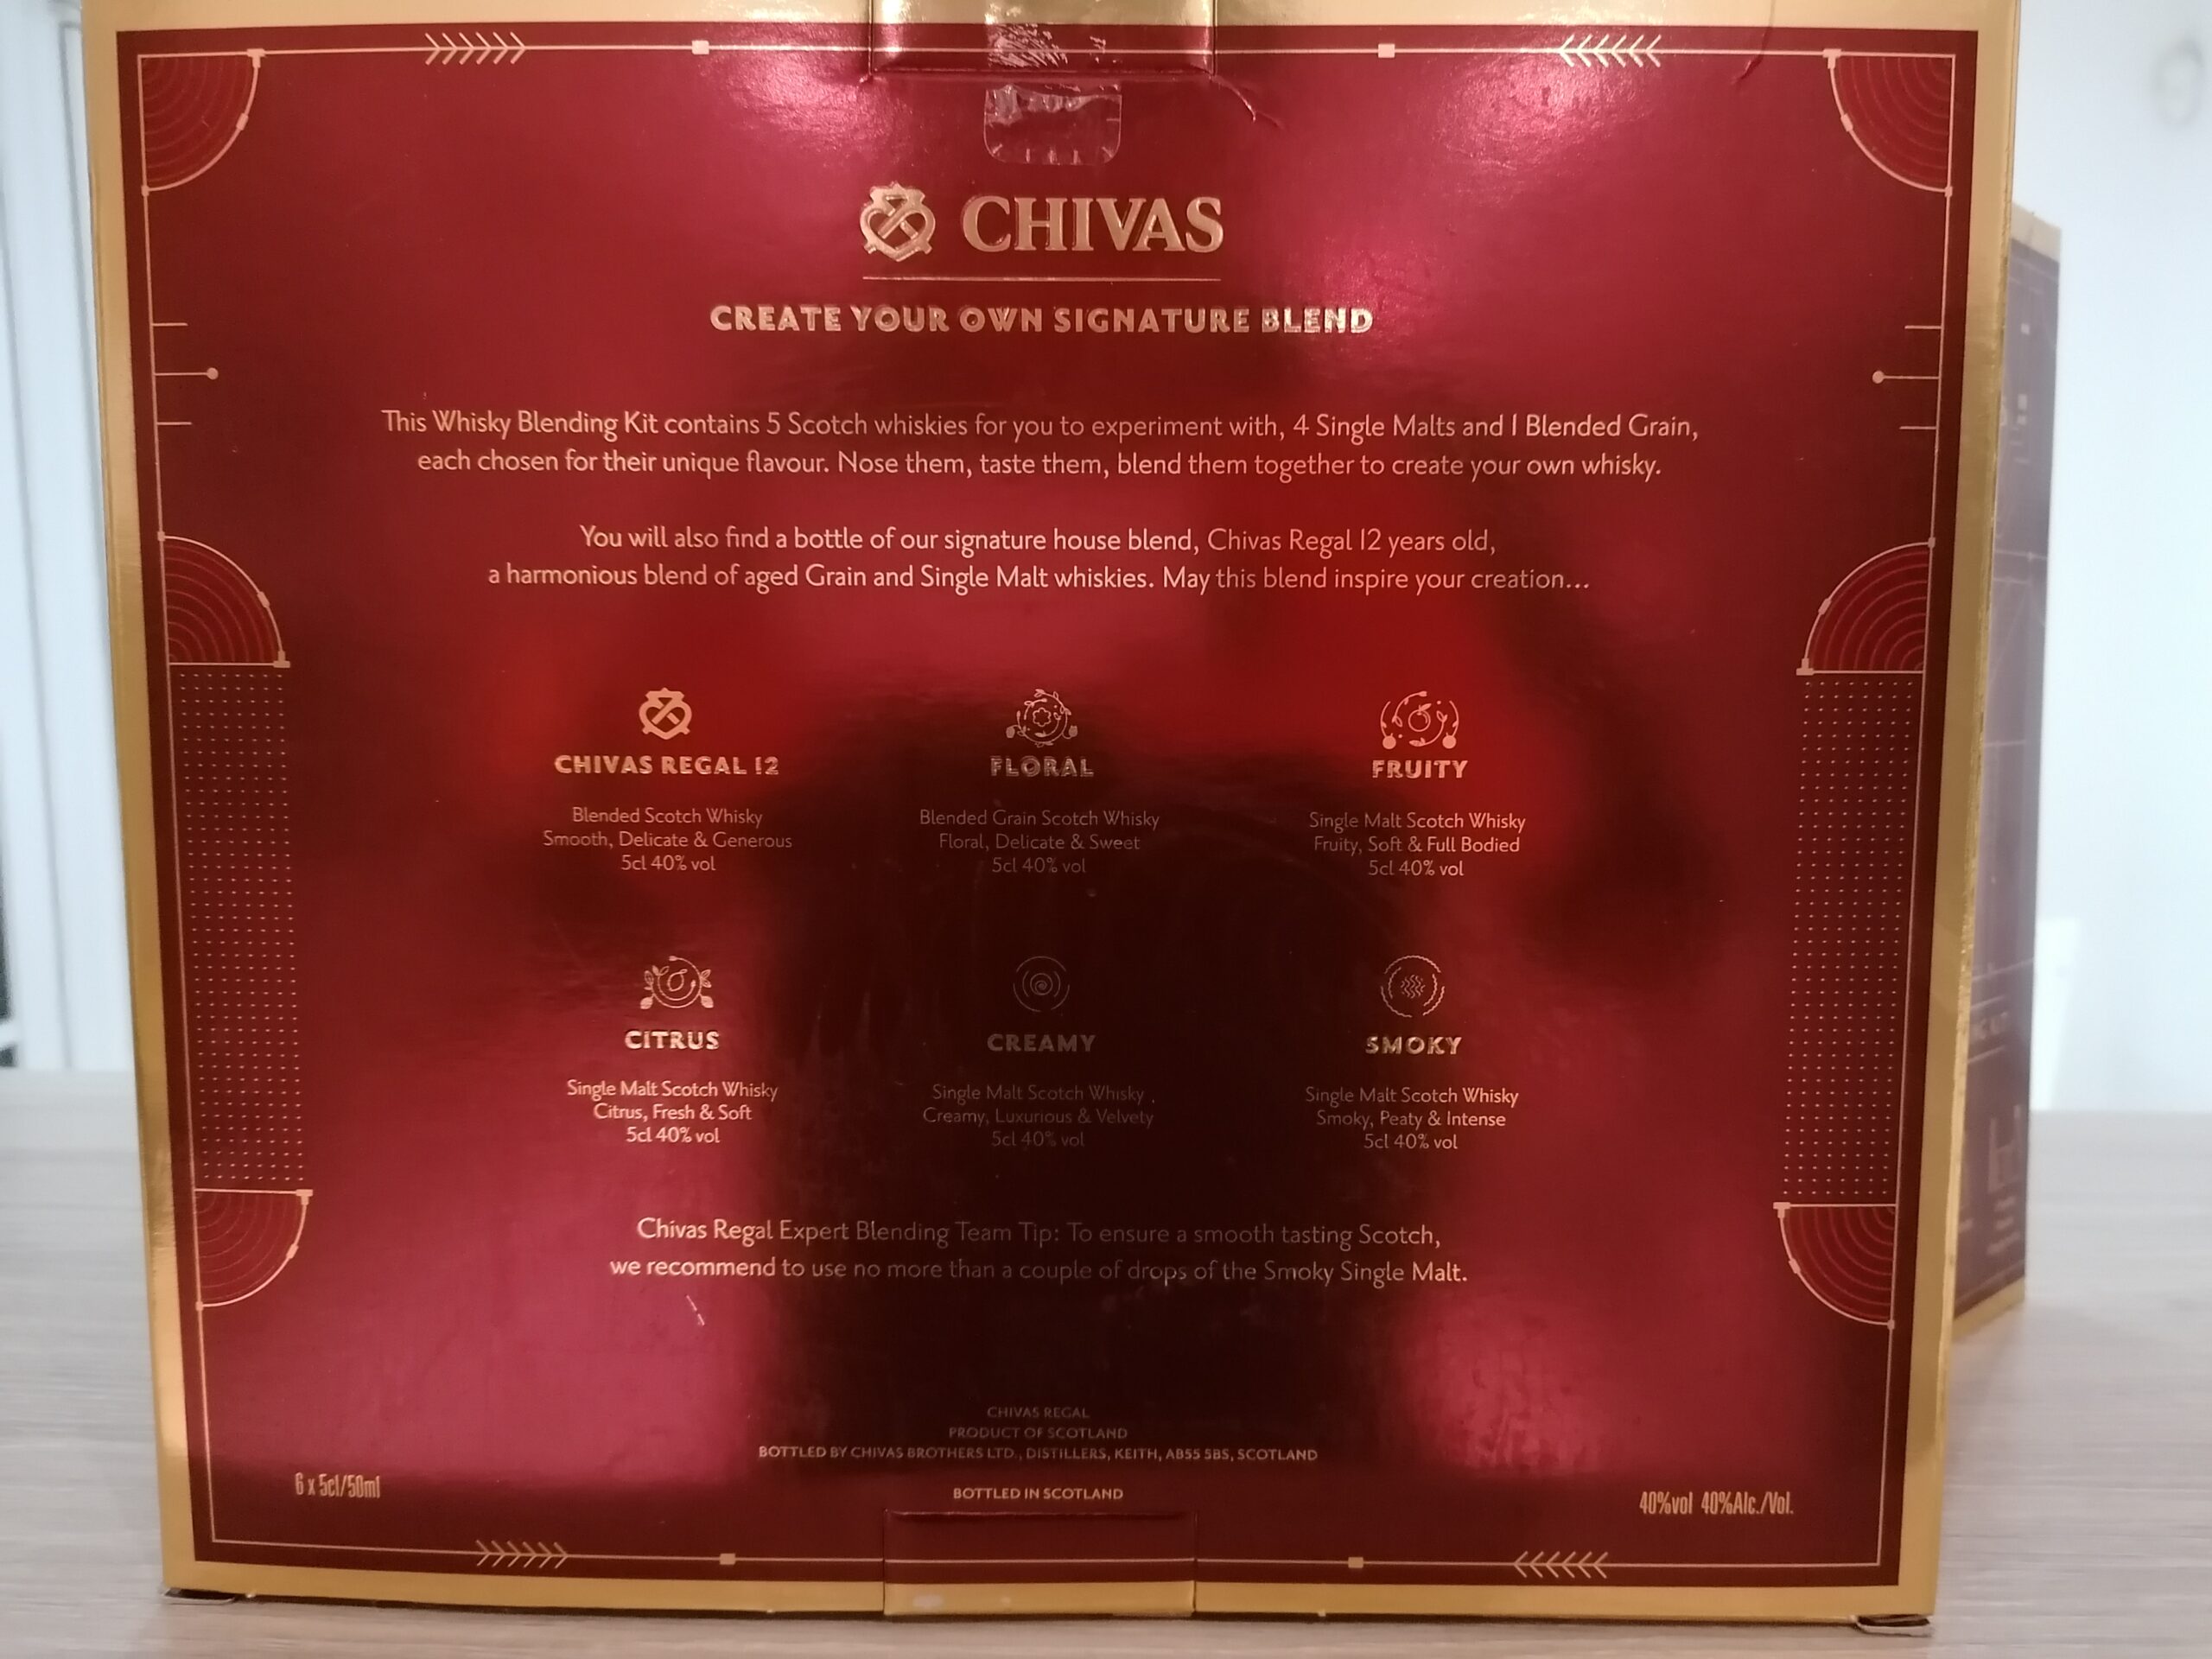 CHIVAS
CREATE YOUR OWN SIGNATURE BLEND
This Whisky Blending Kit contains 5 Scotch whiskies for you to experiment with, 4 Single Malts and 1 Blended Grain,
each chosen for their unique flavour. Nose them, taste them, blend them together to create your own whisky.
You will also find a bottle of our signature house blend, Chivas Regal 12 years old,
a harmonious blend of aged Grain and Single Malt whiskies. May this blend inspire your creation...
CHIVAS REGAL 12
Blended Scotch Whisky
Smooth, Delicate & Generous
5cl 40% vol
FLORAL
Blended Grain Scotch Whisky
Floral, Delicate & Sweet
5cl 40% vol
FRUITY
Single Malt Scotch Whisky
Fruity, Soft & Full Bodied
5cl 40% vol
CITRUS
Single Malt Scotch Whisky
Citrus, Fresh & Soft
5cl 40% vol
CREAMY
Single Malt Scotch Whisky
Creamy, Luxurious & Velvety
5cl 40% vol
SMOKY
Single Malt Scotch Whisky
Smoky, Peaty & Intense
5cl 40% vol
Chivas Regal Expert Blending Team Tip: To ensure a smooth tasting Scotch,
we recommend to use no more than a couple of drops of the Smoky Single Malt.
CHIVAS REGAL
PRODUCT OF SCOTLAND
BOTTLED BY CHIVAS BROTHERS LTD., DISTILLERS, KEITH, AB55 5BS, SCOTLAND
BOTTLED IN SCOTLAND
6 x 5cl/50ml
40%vol 40%Alc./Vol.